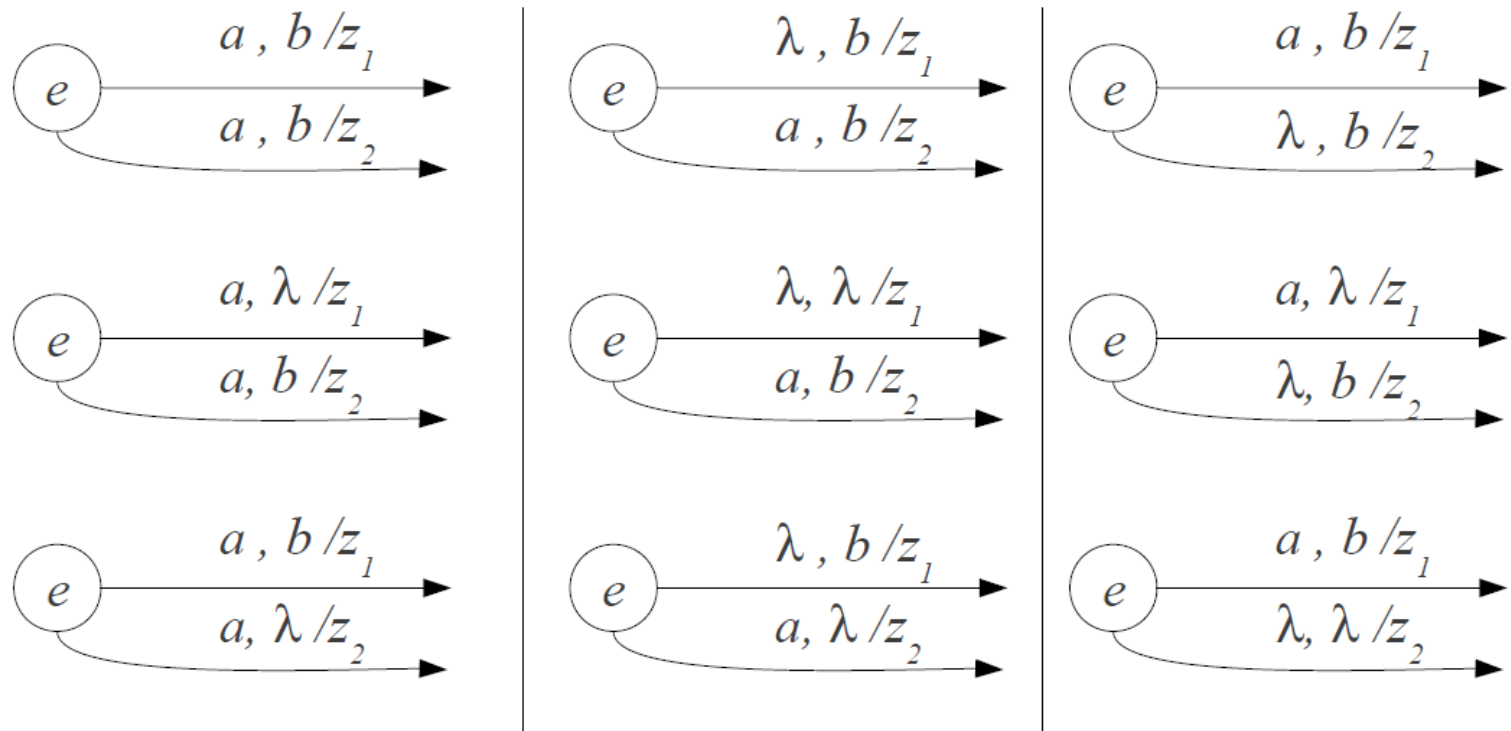 a , b /z₁
e
a , b /z₂
a, λ /z₁
e
a, b /z₂
a , b /z₁
e
a, λ /z₂
λ , b /z₁
e
a , b /z₂
λ, λ /z₁
e
a, b /z₂
λ , b /z₁
e
a, λ /z₂
a , b /z₁
e
λ , b /z₂
a, λ /z₁
e
λ, b /z₂
a , b /z₁
e
λ, λ /z₂